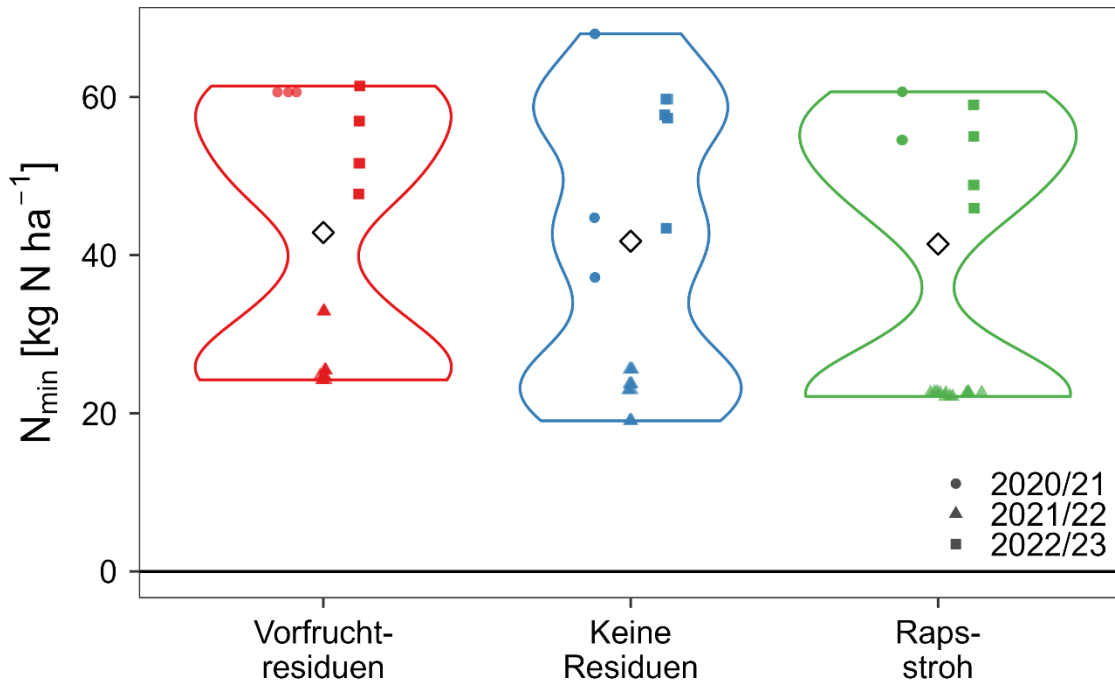 N_min [kg N ha⁻¹]
60
40
20
0
2020/21
2021/22
2022/23
Vorfrucht-
residuen
Keine
Residuen
Raps-
stroh